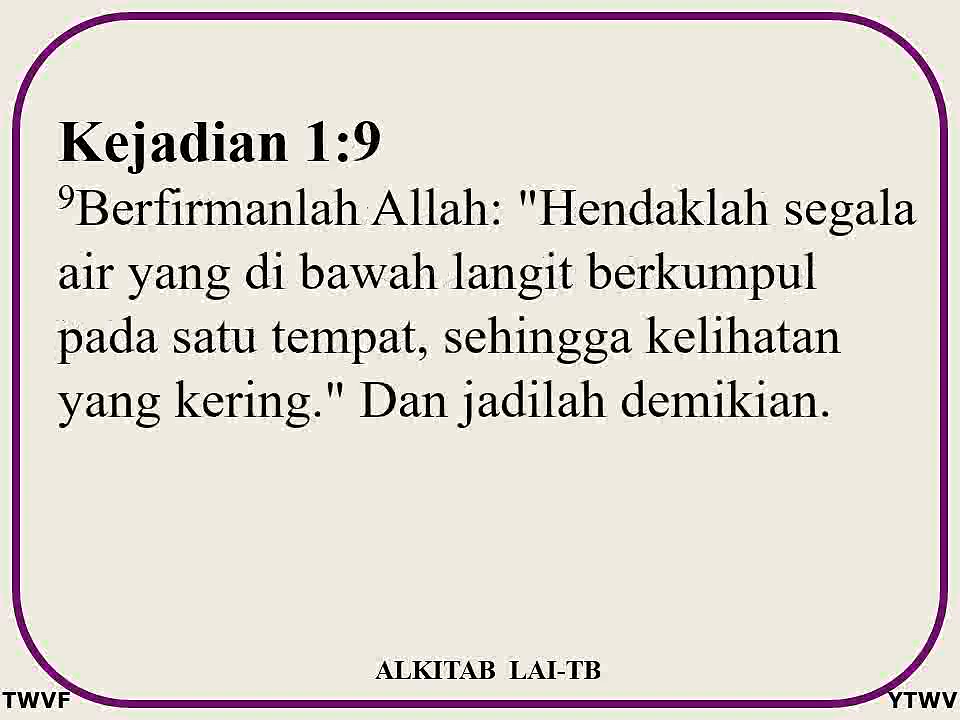 Kejadian 1:9
⁹Berfirmanlah Allah: "Hendaklah segala
air yang di bawah langit berkumpul
pada satu tempat, sehingga kelihatan
yang kering." Dan jadilah demikian.
ALKITAB LAI-TB
TWVF
YTWV